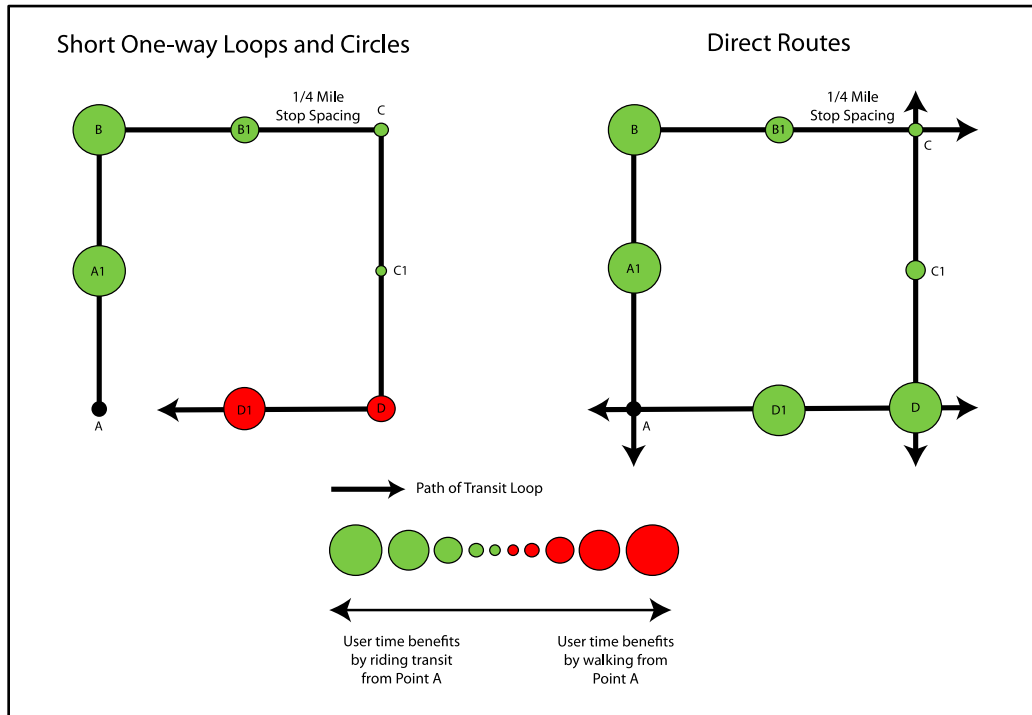 Short One-way Loops and Circles
1/4 Mile
Stop Spacing
B
B1
C
A1
C1
A
D1
D
Direct Routes
1/4 Mile
Stop Spacing
B
B1
C
A1
C1
A
D1
D
Path of Transit Loop
User time benefits
by riding transit
from Point A
User time benefits
by walking from
Point A